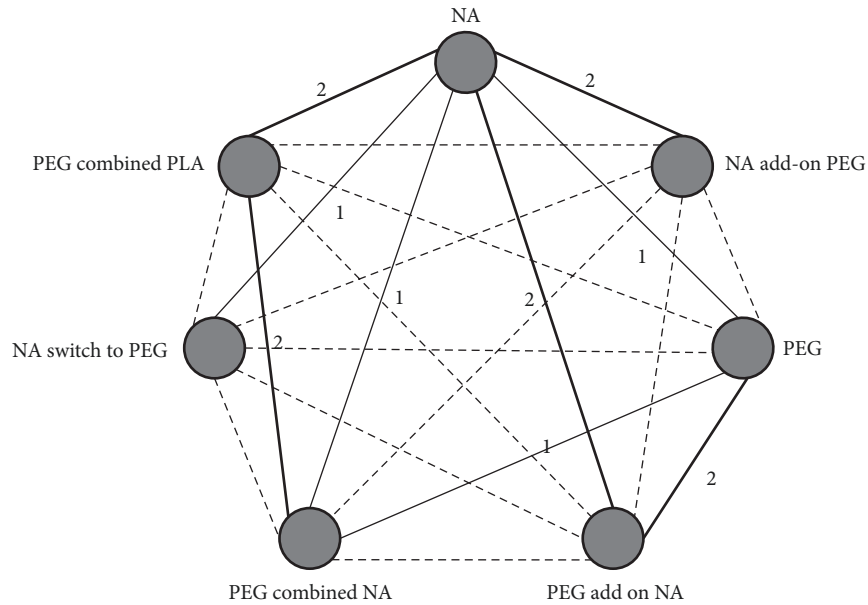 NA
2
2
PEG combined PLA
NA add-on PEG
1
1
1
2
2
NA switch to PEG
PEG
1
2
PEG combined NA
PEG add on NA